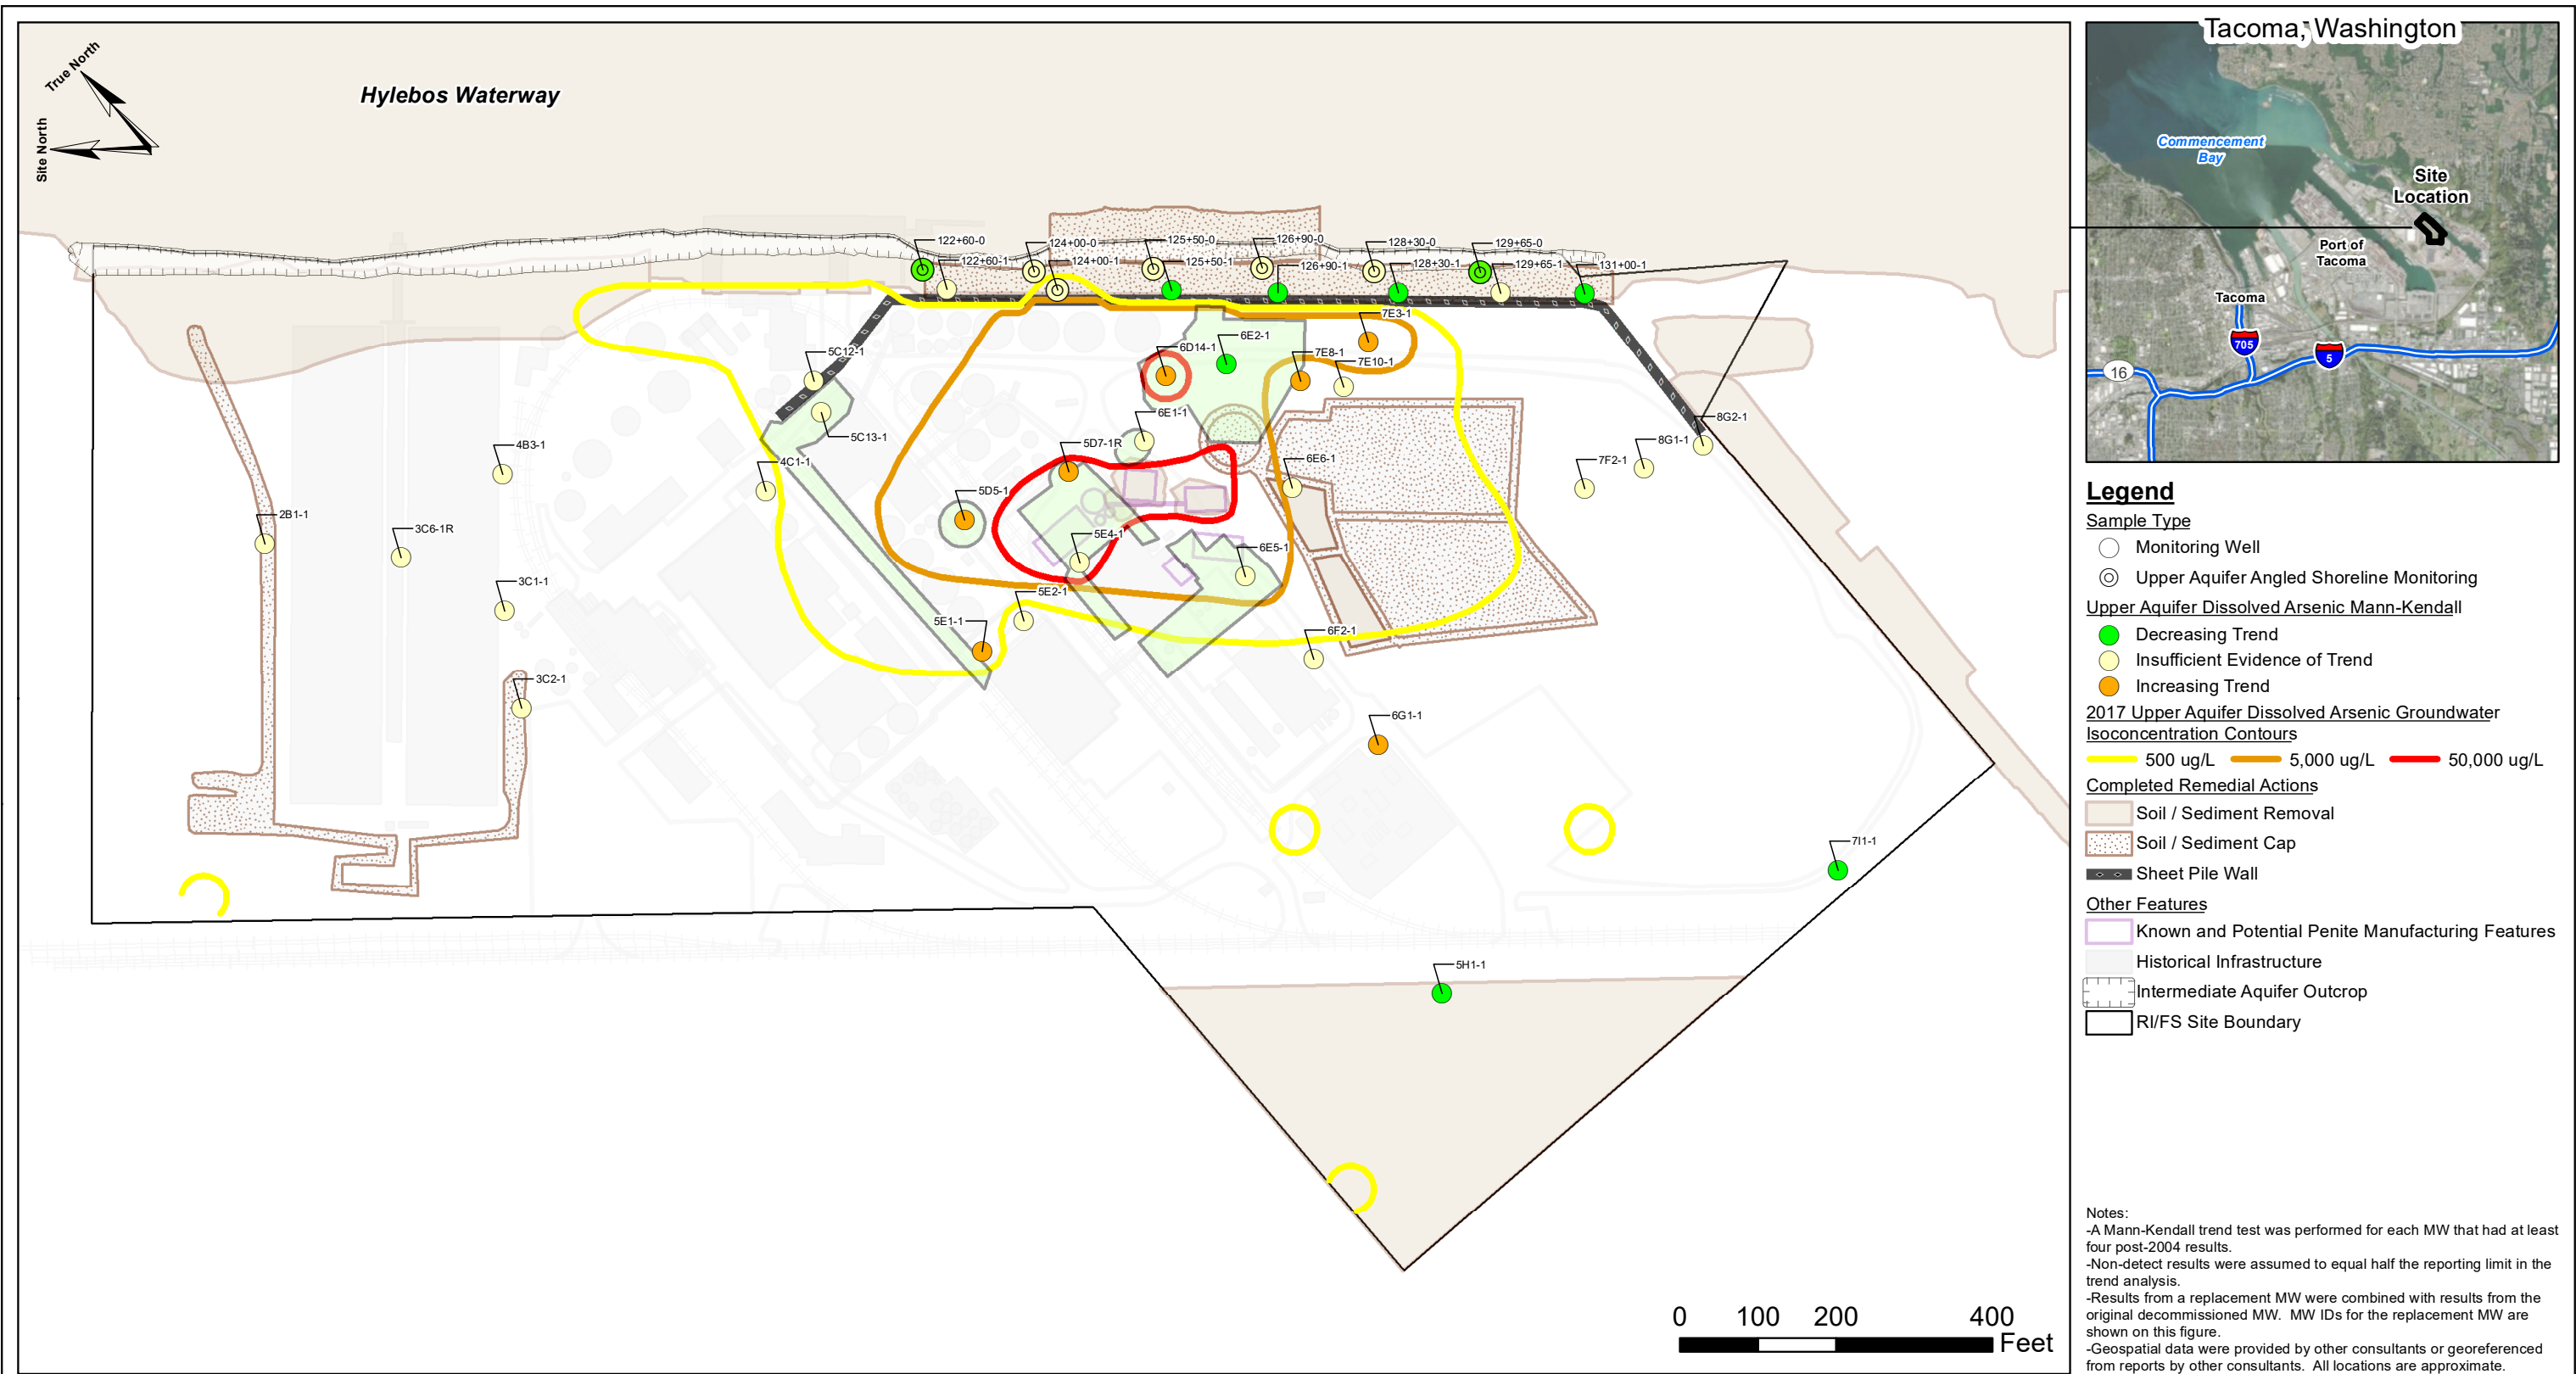 True North
Site North
Hylebos Waterway
122+60-0
124+00-0
125+50-0
126+90-0
128+30-0
129+65-0
122+60-1
124+00-1
125+50-1
126+90-1
128+30-1
129+65-1
131+00-1
7E3-1
6E2-1
6D14-1
7E8-1
7E10-1
5C12-1
6E1-1
5C13-1
8G2-1
4B3-1
5D7-1R
8G1-1
4C1-1
6E6-1
7F2-1
5D5-1
2B1-1
3C6-1R
5E4-1
6E5-1
3C1-1
5E2-1
5E1-1
6F2-1
3C2-1
6G1-1
7I1-1
5H1-1
0 100 200 400
Feet
Tacoma, Washington
Commencement
Bay
Site
Location
Port of
Tacoma
Tacoma
705
5
16
Legend
Sample Type
Monitoring Well
Upper Aquifer Angled Shoreline Monitoring
Upper Aquifer Dissolved Arsenic Mann-Kendall
Decreasing Trend
Insufficient Evidence of Trend
Increasing Trend
2017 Upper Aquifer Dissolved Arsenic Groundwater
Isoconcentration Contours
500 ug/L 5,000 ug/L 50,000 ug/L
Completed Remedial Actions
Soil / Sediment Removal
Soil / Sediment Cap
Sheet Pile Wall
Other Features
Known and Potential Penite Manufacturing Features
Historical Infrastructure
Intermediate Aquifer Outcrop
RI/FS Site Boundary
Notes:
-A Mann-Kendall trend test was performed for each MW that had at least
four post-2004 results.
-Non-detect results were assumed to equal half the reporting limit in the
trend analysis.
-Results from a replacement MW were combined with results from the
original decommissioned MW.  MW IDs for the replacement MW are
shown on this figure.
-Geospatial data were provided by other consultants or georeferenced
from reports by other consultants.  All locations are approximate.